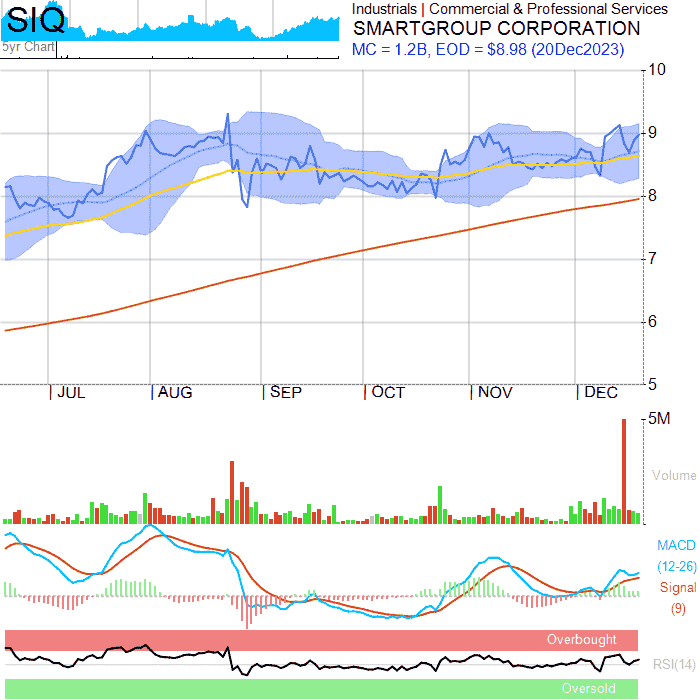 SIQ
5yr Chart
Industrials | Commercial & Professional Services
SMARTGROUP CORPORATION
MC = 1.2B, EOD = $8.98 (20Dec2023)
10
9
8
7
6
5
JUL AUG SEP OCT NOV DEC
5M
Volume
MACD
(12-26)
Signal
(9)
Overbought
RSI(14)
Oversold